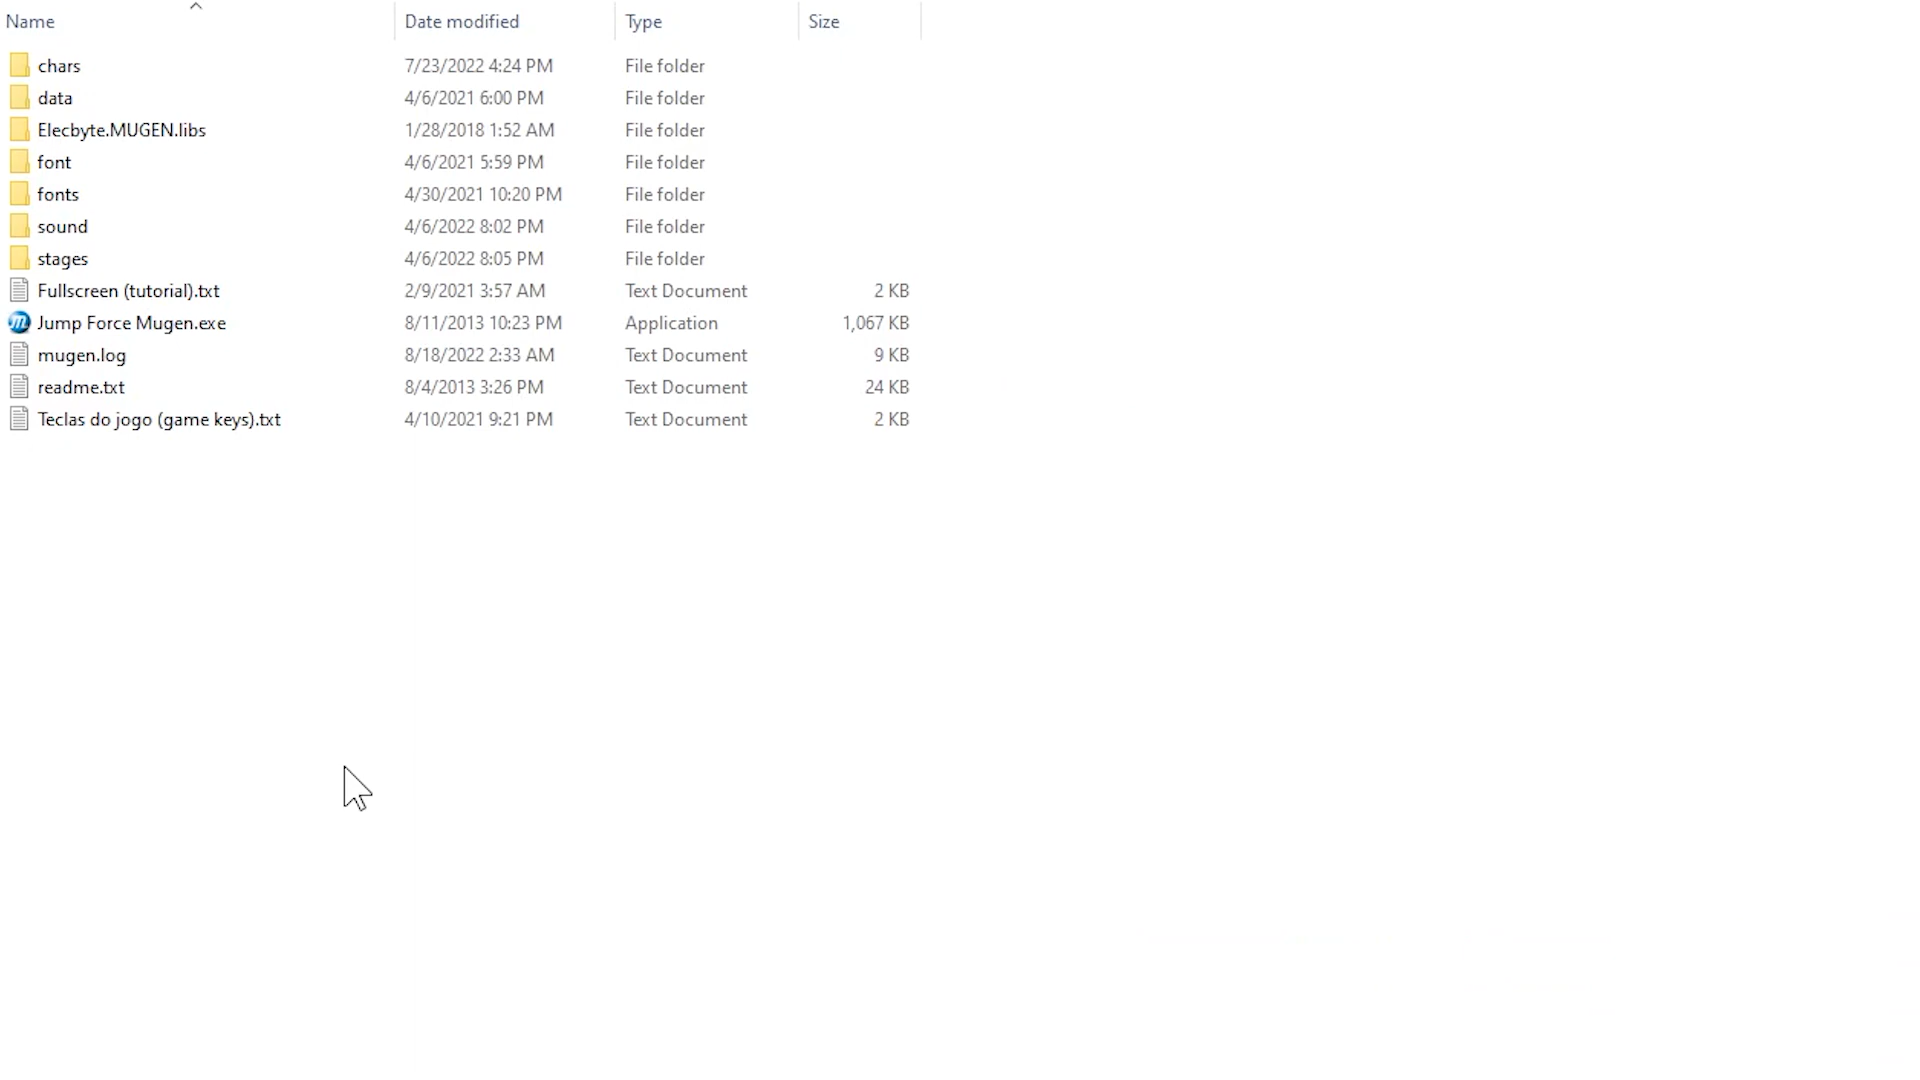 Name Date modified Type Size
chars 7/23/2022 4:24 PM File folder
data 4/6/2021 6:00 PM File folder
Elecbyte.MUGEN.libs 1/28/2018 1:52 AM File folder
font 4/6/2021 5:59 PM File folder
fonts 4/30/2021 10:20 PM File folder
sound 4/6/2022 8:02 PM File folder
stages 4/6/2022 8:05 PM File folder
Fullscreen (tutorial).txt 2/9/2021 3:57 AM Text Document 2 KB
Jump Force Mugen.exe 8/11/2013 10:23 PM Application 1,067 KB
mugen.log 8/18/2022 2:33 AM Text Document 9 KB
readme.txt 8/4/2013 3:26 PM Text Document 24 KB
Teclas do jogo (game keys).txt 4/10/2021 9:21 PM Text Document 2 KB